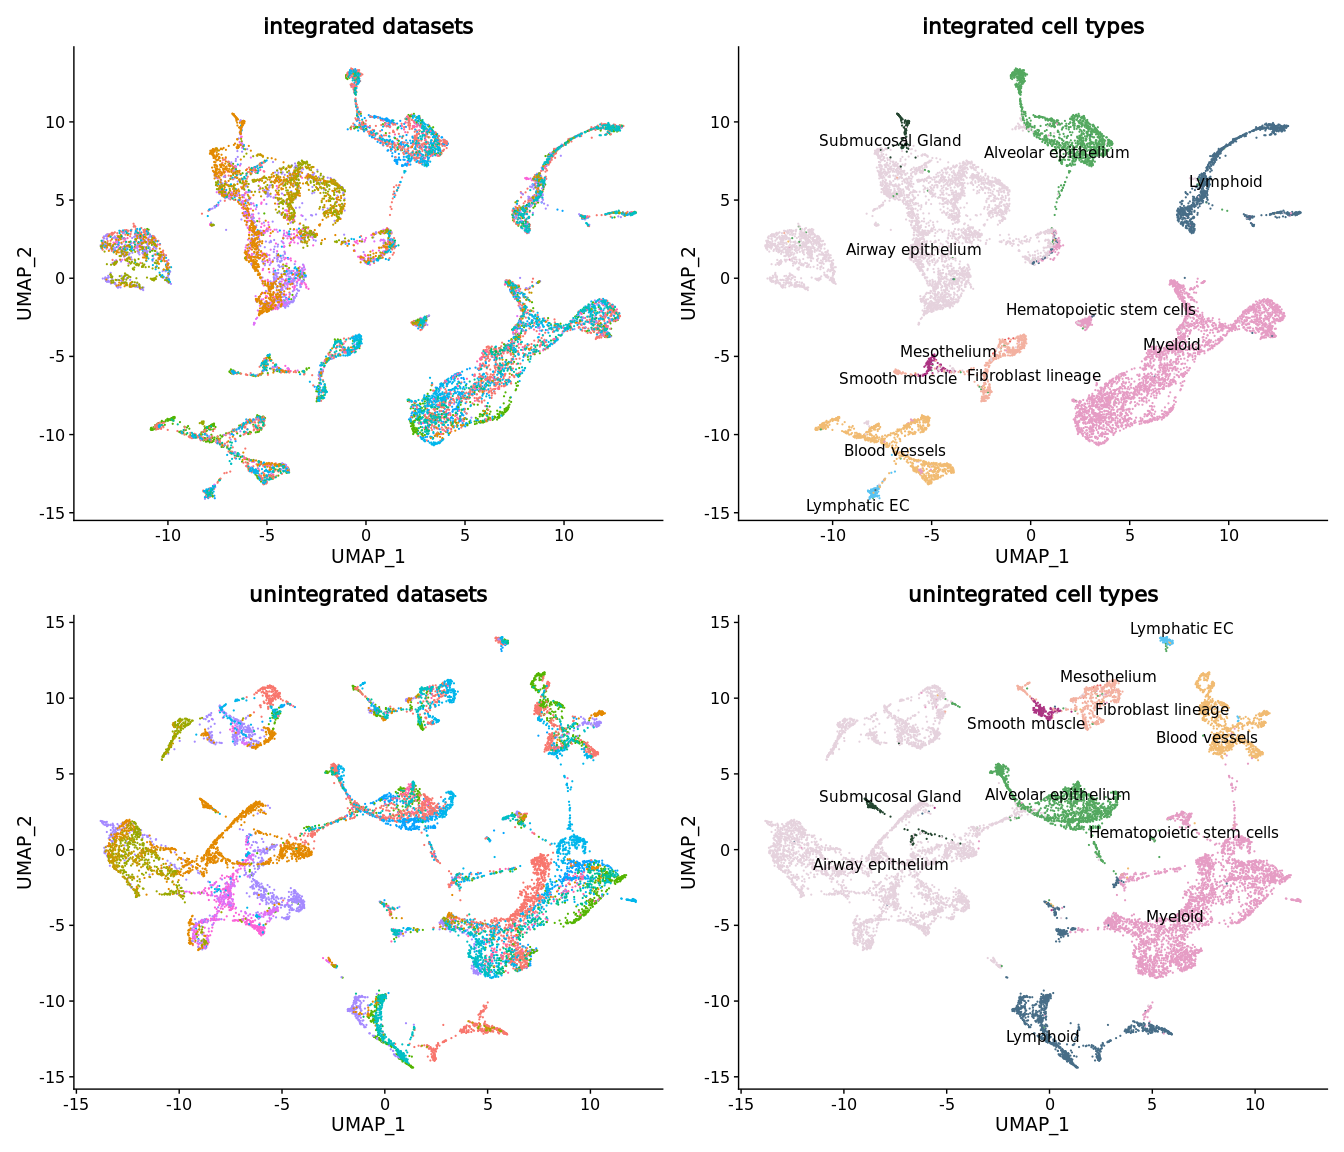 integrated datasets
integrated cell types
UMAP_2
10
5
0
-5
-10
-15
-10
-5
0
5
10
UMAP_1
UMAP_2
10
5
0
-5
-10
-15
Submucosal Gland
Alveolar epithelium
Lymphoid
Airway epithelium
Hematopoietic stem cells
Myeloid
Mesothelium
Smooth muscle
Fibroblast lineage
Blood vessels
Lymphatic EC
-10
-5
0
5
10
UMAP_1
unintegrated datasets
unintegrated cell types
UMAP_2
15
10
5
0
-5
-10
-15
-15
-10
-5
0
5
10
UMAP_1
UMAP_2
15
10
5
0
-5
-10
-15
Lymphatic EC
Mesothelium
Fibroblast lineage
Smooth muscle
Blood vessels
Submucosal Gland
Alveolar epithelium
Hematopoietic stem cells
Airway epithelium
Myeloid
Lymphoid
-15
-10
-5
0
5
10
UMAP_1